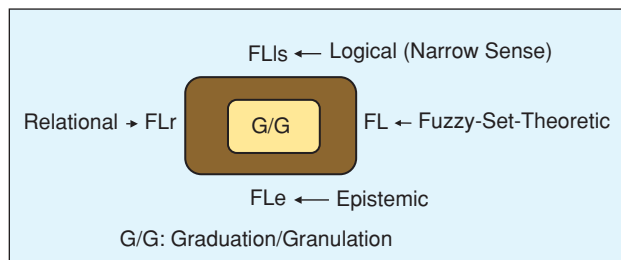 FLls ← Logical (Narrow Sense)
Relational → FLr G/G FL ← Fuzzy-Set-Theoretic
FLe ← Epistemic
G/G: Graduation/Granulation